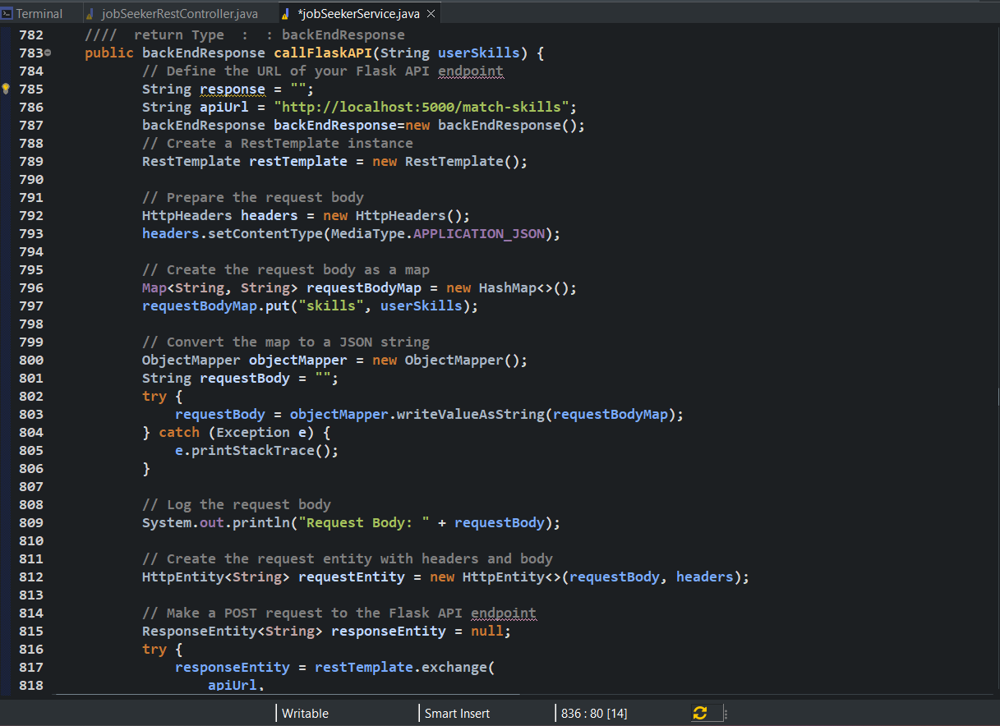 Terminal jobSeekerRestController.java *jobSeekerService.java
782 //// return Type : : backEndResponse
783 public backEndResponse callFlaskAPI(String userSkills) {
784 // Define the URL of your Flask API endpoint
785 String response = "";
786 String apiUrl = "http://localhost:5000/match-skills";
787 backEndResponse backEndResponse=new backEndResponse();
788 // Create a RestTemplate instance
789 RestTemplate restTemplate = new RestTemplate();
790
791 // Prepare the request body
792 HttpHeaders headers = new HttpHeaders();
793 headers.setContentType(MediaType.APPLICATION_JSON);
794
795 // Create the request body as a map
796 Map<String, String> requestBodyMap = new HashMap<>();
797 requestBodyMap.put("skills", userSkills);
798
799 // Convert the map to a JSON string
800 ObjectMapper objectMapper = new ObjectMapper();
801 String requestBody = "";
802 try {
803 requestBody = objectMapper.writeValueAsString(requestBodyMap);
804 } catch (Exception e) {
805 e.printStackTrace();
806 }
807
808 // Log the request body
809 System.out.println("Request Body: " + requestBody);
810
811 // Create the request entity with headers and body
812 HttpEntity<String> requestEntity = new HttpEntity<>(requestBody, headers);
813
814 // Make a POST request to the Flask API endpoint
815 ResponseEntity<String> responseEntity = null;
816 try {
817 responseEntity = restTemplate.exchange(
818 apiUrl,
Writable Smart Insert 836 : 80 [14]